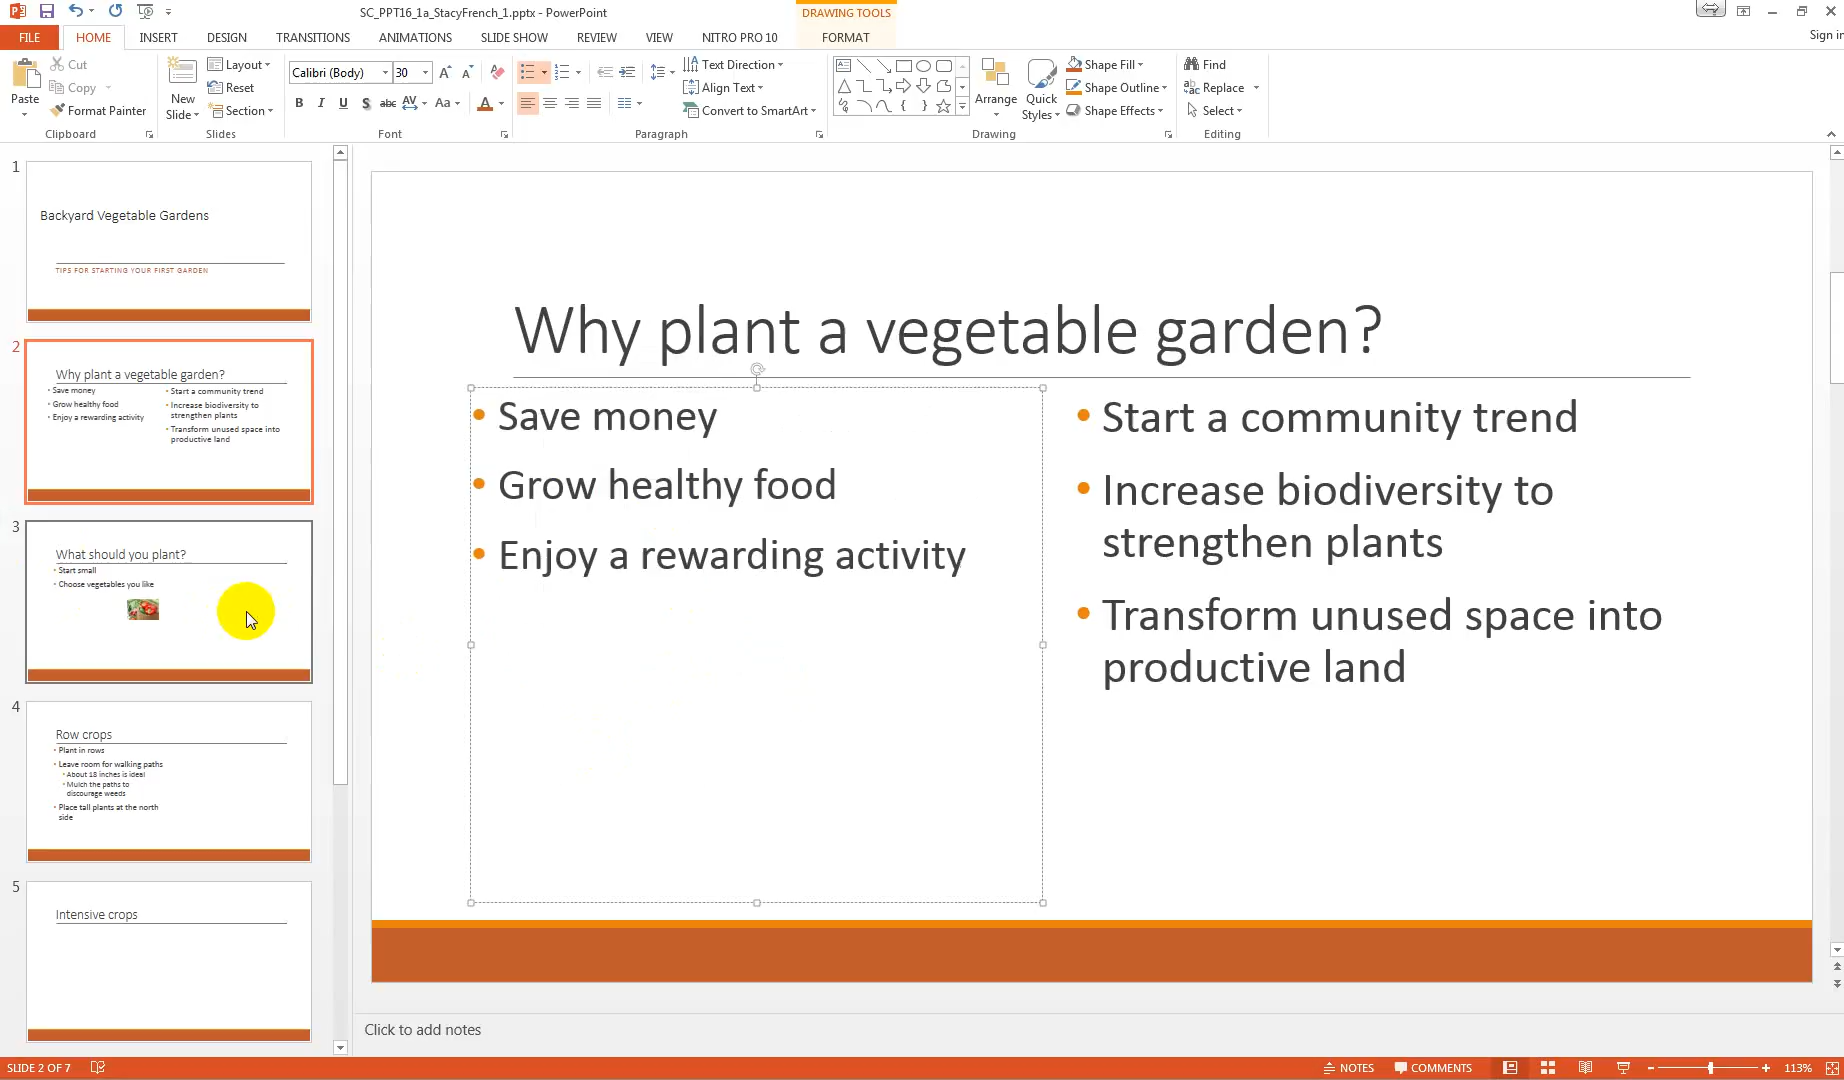 SC_PPT16_1a_StacyFrench_1.pptx - PowerPoint
DRAWING TOOLS
Sign in
FILE
HOME
INSERT
DESIGN
TRANSITIONS
ANIMATIONS
SLIDE SHOW
REVIEW
VIEW
NITRO PRO 10
FORMAT
Paste
Cut
Copy
Format Painter
Clipboard
New Slide
Layout
Reset
Section
Slides
Calibri (Body) 30
B I U S abc AV Aa A
Font
Text Direction
Align Text
Convert to SmartArt
Paragraph
Arrange
Quick Styles
Shape Fill
Shape Outline
Shape Effects
Drawing
Find
Replace
Select
Editing
1
Backyard Vegetable Gardens
TIPS FOR STARTING YOUR FIRST GARDEN
2
Why plant a vegetable garden?
• Save money
• Grow healthy food
• Enjoy a rewarding activity
• Start a community trend
• Increase biodiversity to
strengthen plants
• Transform unused space into
productive land
3
What should you plant?
• Start small
• Choose vegetables you like
4
Row crops
• Plant in rows
• Leave room for walking paths
• About 18 inches is ideal
• Mulch the paths to
discourage weeds
• Place tall plants at the north
side
5
Intensive crops
Why plant a vegetable garden?
• Save money
• Grow healthy food
• Enjoy a rewarding activity
• Start a community trend
• Increase biodiversity to
strengthen plants
• Transform unused space into
productive land
Click to add notes
SLIDE 2 OF 7
NOTES
COMMENTS
113%